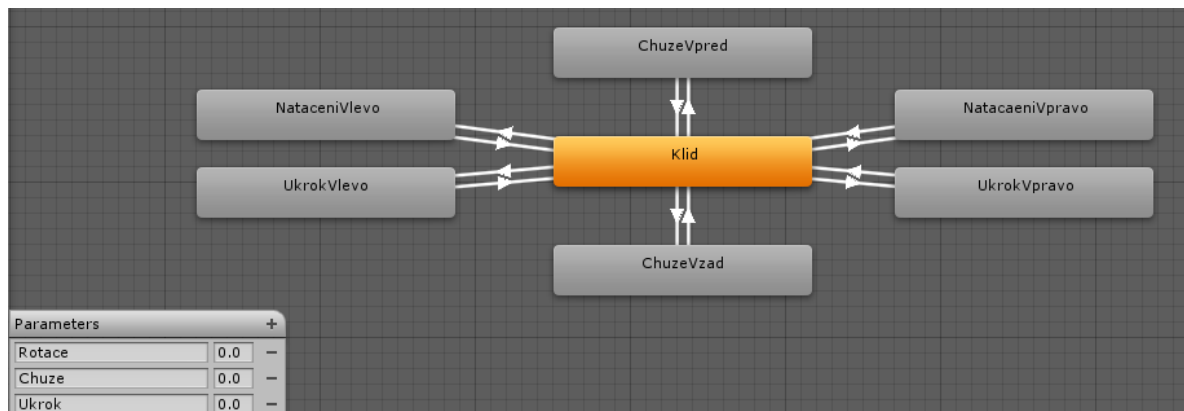 ChuzeVpred
NataceniVlevo
NatacaeniVpravo
Klid
UkrokVlevo
UkrokVpravo
ChuzeVzad
Parameters +
Rotace 0.0 −
Chuze 0.0 −
Ukrok 0.0 −